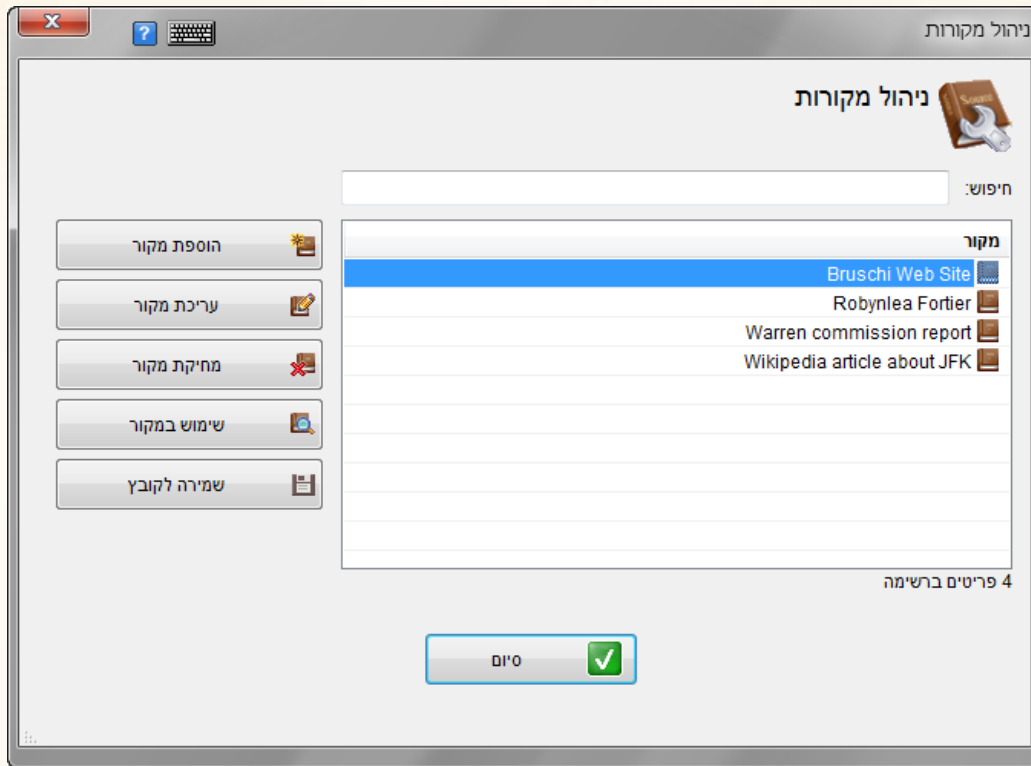 ניהול מקורות
ניהול מקורות
חיפוש:
מקור
Bruschi Web Site
Robynlea Fortier
Warren commission report
Wikipedia article about JFK
4 פריטים ברשימה
הוספת מקור
עריכת מקור
מחיקת מקור
שימוש במקור
שמירה לקובץ
סיום